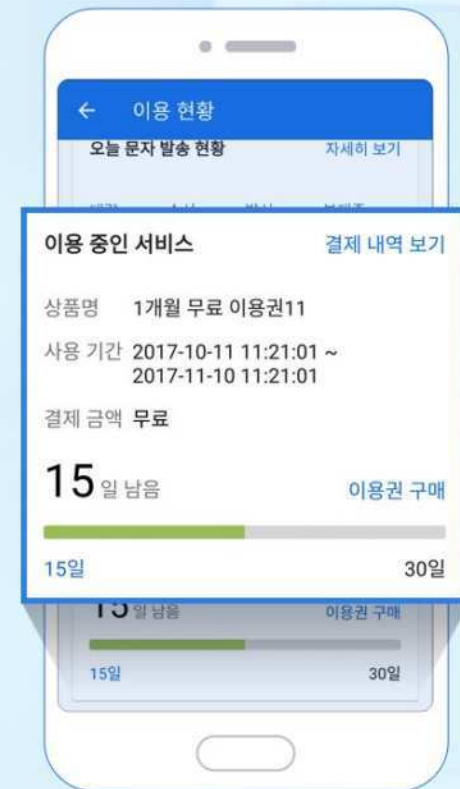 ← 이용 현황
오늘 문자 발송 현황 자세히 보기
이용 중인 서비스 결제 내역 보기
상품명 1개월 무료 이용권11
사용 기간 2017-10-11 11:21:01 ~
2017-11-10 11:21:01
결제 금액 무료
15 일 남음 이용권 구매
15일 30일
15 일 남음 이용권 구매
15일 30일